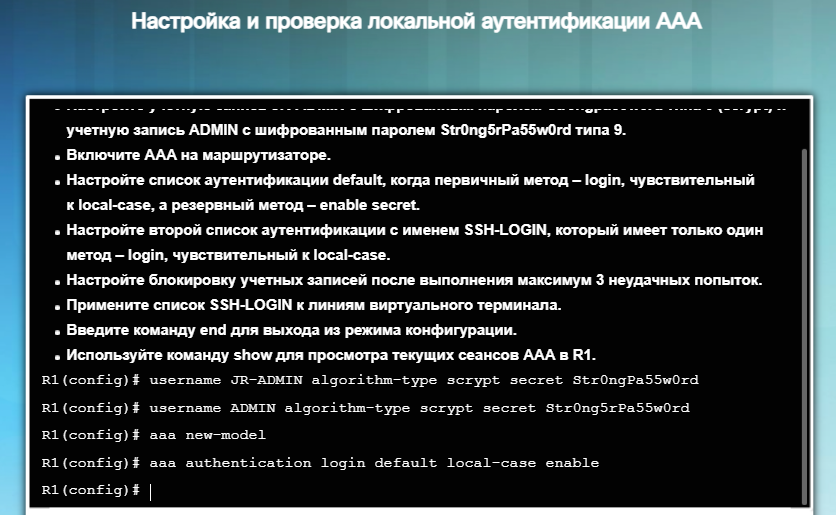 Настройка и проверка локальной аутентификации AAA
учетную запись ADMIN с шифрованным паролем Str0ng5rPa55w0rd типа 9.
Включите AAA на маршрутизаторе.
Настройте список аутентификации default, когда первичный метод – login, чувствительный
к local-case, а резервный метод – enable secret.
Настройте второй список аутентификации с именем SSH-LOGIN, который имеет только один
метод – login, чувствительный к local-case.
Настройте блокировку учетных записей после выполнения максимум 3 неудачных попыток.
Примените список SSH-LOGIN к линиям виртуального терминала.
Введите команду end для выхода из режима конфигурации.
Используйте команду show для просмотра текущих сеансов AAA в R1.
R1(config)# username JR-ADMIN algorithm-type scrypt secret Str0ngPa55w0rd
R1(config)# username ADMIN algorithm-type scrypt secret Str0ng5rPa55w0rd
R1(config)# aaa new-model
R1(config)# aaa authentication login default local-case enable
R1(config)#